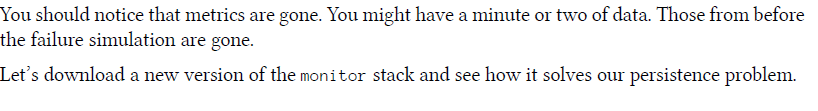 You should notice that metrics are gone. You might have a minute or two of data. Those from before
the failure simulation are gone.
Let’s download a new version of the monitor stack and see how it solves our persistence problem.